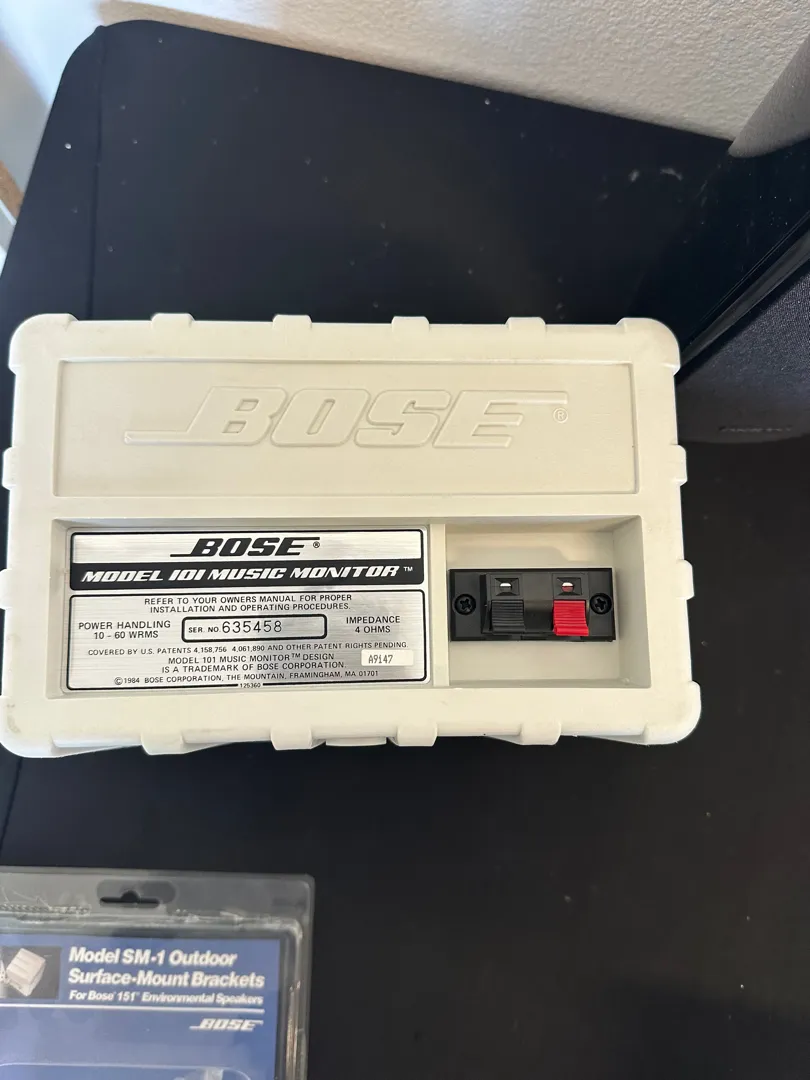 BOSE®
BOSE®
MODEL 101 MUSIC MONITOR™
REFER TO YOUR OWNERS MANUAL FOR PROPER
INSTALLATION AND OPERATING PROCEDURES.
POWER HANDLING
10 - 60 WRMS
SER. NO. 635458
IMPEDANCE
4 OHMS
COVERED BY U.S. PATENTS 4,158,756 4,061,890 AND OTHER PATENT RIGHTS PENDING.
MODEL 101 MUSIC MONITOR™ DESIGN
IS A TRADEMARK OF BOSE CORPORATION.
A9147
©1984 BOSE CORPORATION, THE MOUNTAIN, FRAMINGHAM, MA 01701
125360
Model SM-1 Outdoor
Surface-Mount Brackets
For Bose® 151® Environmental Speakers
BOSE